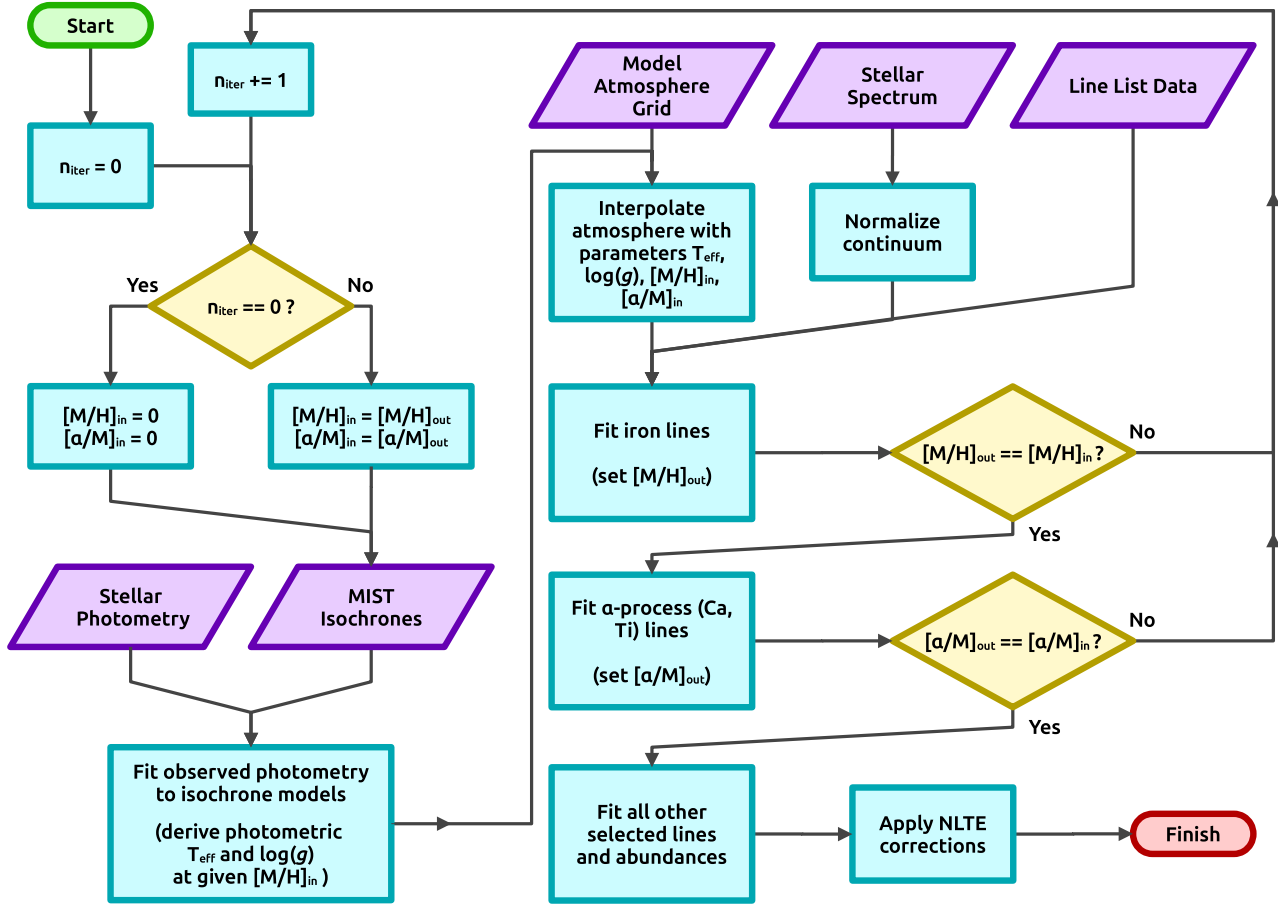 Start
n_iter += 1
n_iter = 0
n_iter == 0 ?
Yes
No
[M/H]_in = 0
[α/M]_in = 0
[M/H]_in = [M/H]_out
[α/M]_in = [α/M]_out
Stellar
Photometry
MIST
Isochrones
Fit observed photometry
to isochrone models
(derive photometric
T_eff and log(g)
at given [M/H]_in )
Model
Atmosphere
Grid
Stellar
Spectrum
Line List Data
Interpolate
atmosphere with
parameters T_eff,
log(g), [M/H]_in,
[α/M]_in
Normalize
continuum
Fit iron lines
(set [M/H]_out)
[M/H]_out == [M/H]_in ?
No
Yes
Fit α-process (Ca,
Ti) lines
(set [α/M]_out)
[α/M]_out == [α/M]_in ?
No
Yes
Fit all other
selected lines
and abundances
Apply NLTE
corrections
Finish